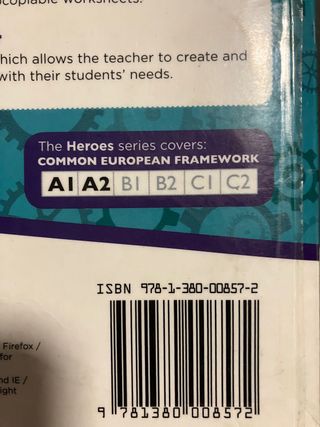 ocopiable worksheets.
which allows the teacher to create and
with their students' needs.
The Heroes series covers:
COMMON EUROPEAN FRAMEWORK
A1 A2 B1 B2 C1 C2
ISBN 978-1-380-00857-2
Firefox /
for
nd IE /
ight
9 781380 008572